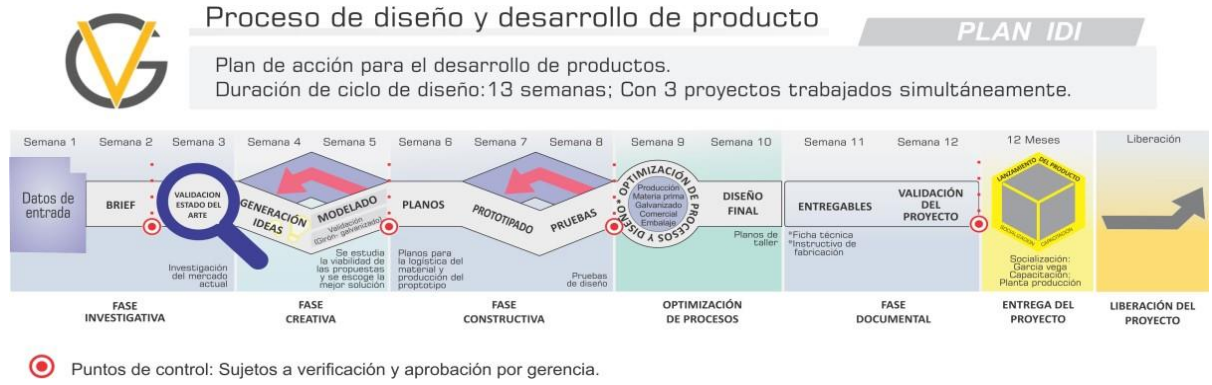 Proceso de diseño y desarrollo de producto
PLAN IDI
Plan de acción para el desarrollo de productos.
Duración de ciclo de diseño:13 semanas; Con 3 proyectos trabajados simultáneamente.
Semana 1
Semana 2
Semana 3
Semana 4
Semana 5
Semana 6
Semana 7
Semana 8
Semana 9
Semana 10
Semana 11
Semana 12
12 Meses
Liberación
Datos de
entrada
BRIEF
VALIDACION
ESTADO DEL
ARTE
Investigación
del mercado
actual
GENERACIÓN
IDEAS
MODELADO
Validación
(Girón- galvanizado)
Se estudia
la viabilidad de
las propuestas
y se escoge la
mejor solución
PLANOS
Planos para
la logística del
material y
producción del
proptotipo
PROTOTIPADO
PRUEBAS
Pruebas
de diseño
OPTIMIZACIÓN DE PROCESOS Y DISEÑO*
Producción
Materia prima
Galvanizado
Comercial
Embalaje
DISEÑO
FINAL
Planos de
taller
ENTREGABLES
*Ficha técnica
*Instructivo de
fabricación
VALIDACIÓN
DEL
PROYECTO
LANZAMIENTO DEL PRODUCTO
SOCIALIZACION
CAPACITACION
Socialización:
Garcia vega
Capacitación:
Planta producción
FASE
INVESTIGATIVA
FASE
CREATIVA
FASE
CONSTRUCTIVA
OPTIMIZACIÓN
DE PROCESOS
FASE
DOCUMENTAL
ENTREGA DEL
PROYECTO
LIBERACIÓN DEL
PROYECTO
Puntos de control: Sujetos a verificación y aprobación por gerencia.